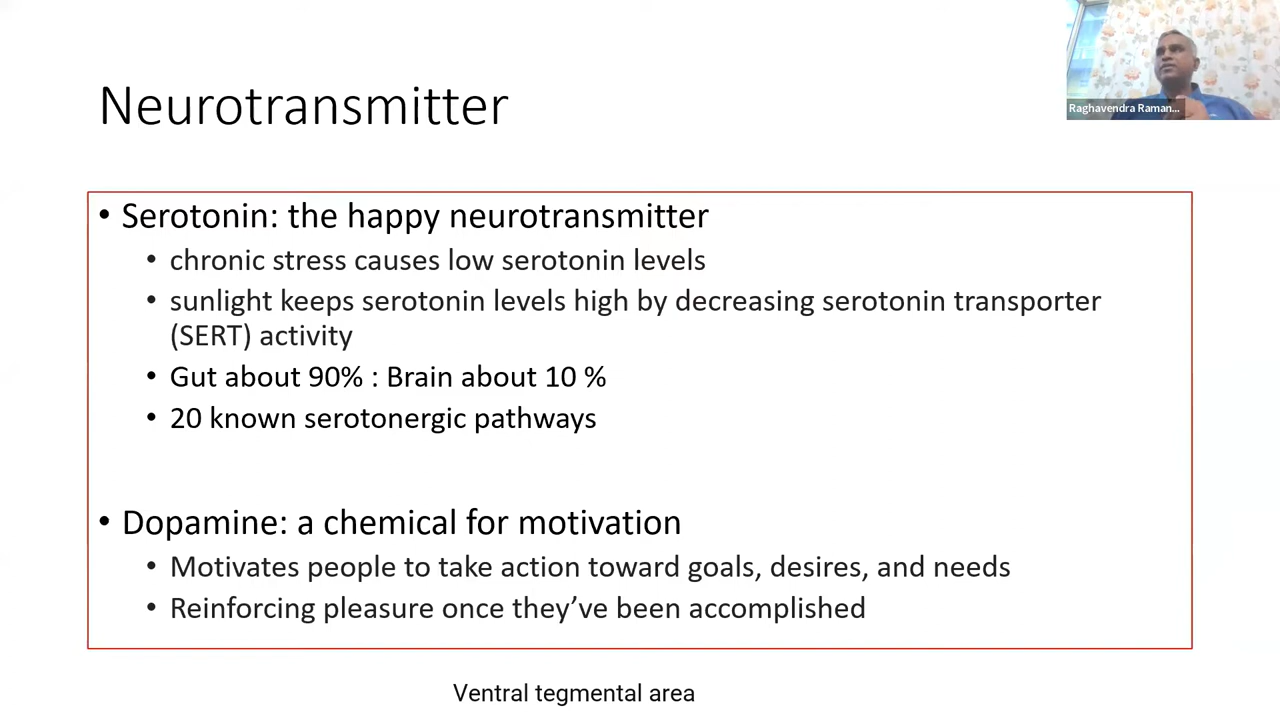 Neurotransmitter
Raghavendra Raman...
• Serotonin: the happy neurotransmitter
• chronic stress causes low serotonin levels
• sunlight keeps serotonin levels high by decreasing serotonin transporter
(SERT) activity
• Gut about 90% : Brain about 10 %
• 20 known serotonergic pathways
• Dopamine: a chemical for motivation
• Motivates people to take action toward goals, desires, and needs
• Reinforcing pleasure once they’ve been accomplished
Ventral tegmental area